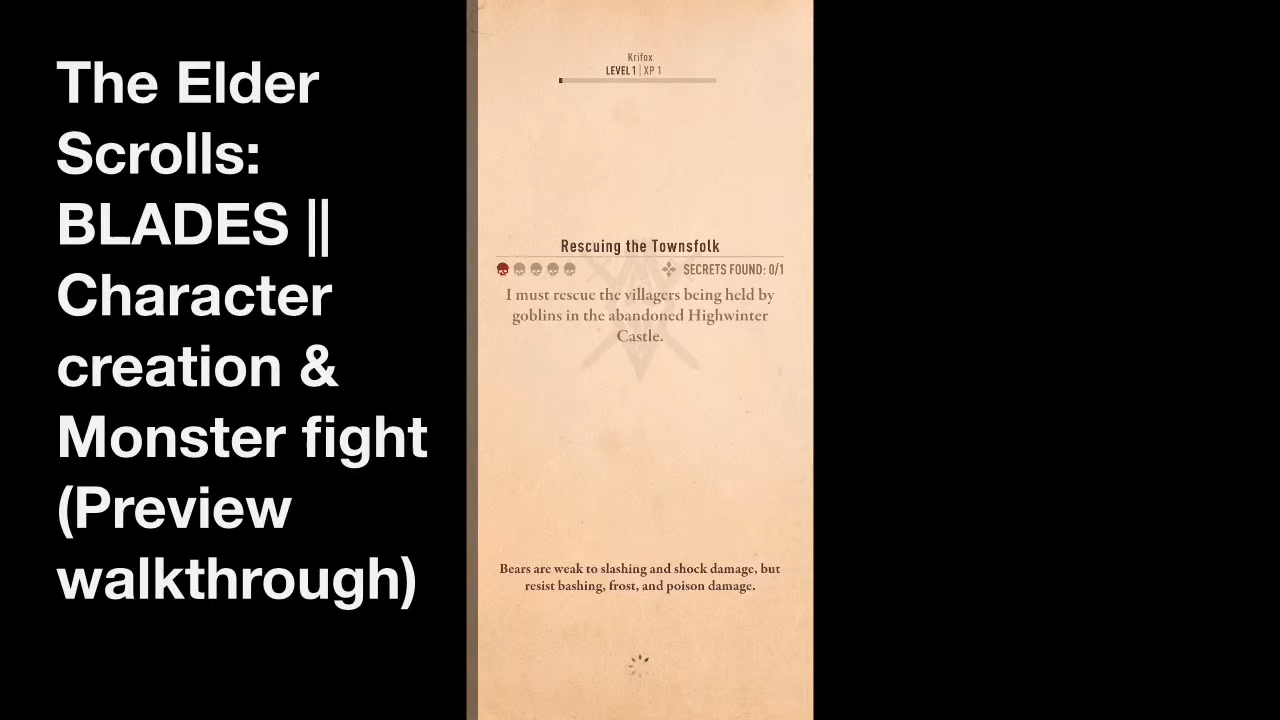 The Elder
Scrolls:
BLADES ||
Character
creation &
Monster fight
(Preview
walkthrough)
Krifox
LEVEL 1 | XP 1
Rescuing the Townsfolk
SECRETS FOUND: 0/1
I must rescue the villagers being held by
goblins in the abandoned Highwinter
Castle.
Bears are weak to slashing and shock damage, but
resist bashing, frost, and poison damage.